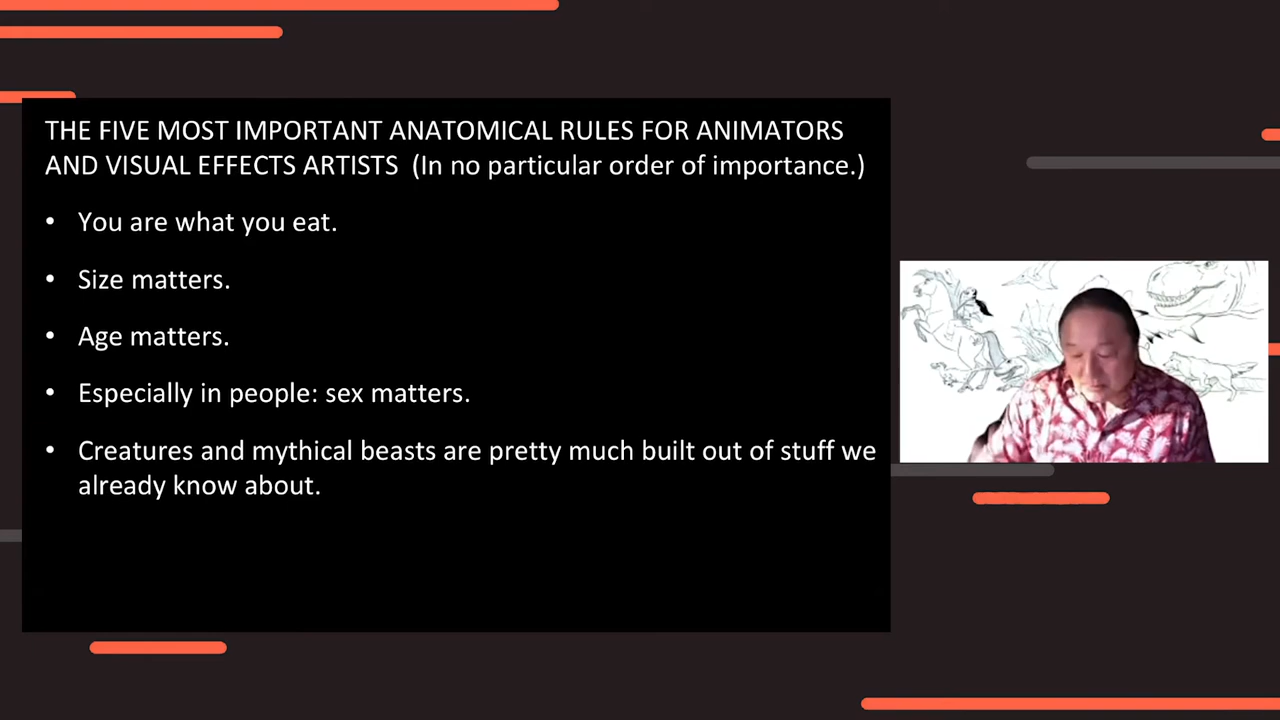 THE FIVE MOST IMPORTANT ANATOMICAL RULES FOR ANIMATORS
AND VISUAL EFFECTS ARTISTS (In no particular order of importance.)
• You are what you eat.
• Size matters.
• Age matters.
• Especially in people: sex matters.
• Creatures and mythical beasts are pretty much built out of stuff we
already know about.